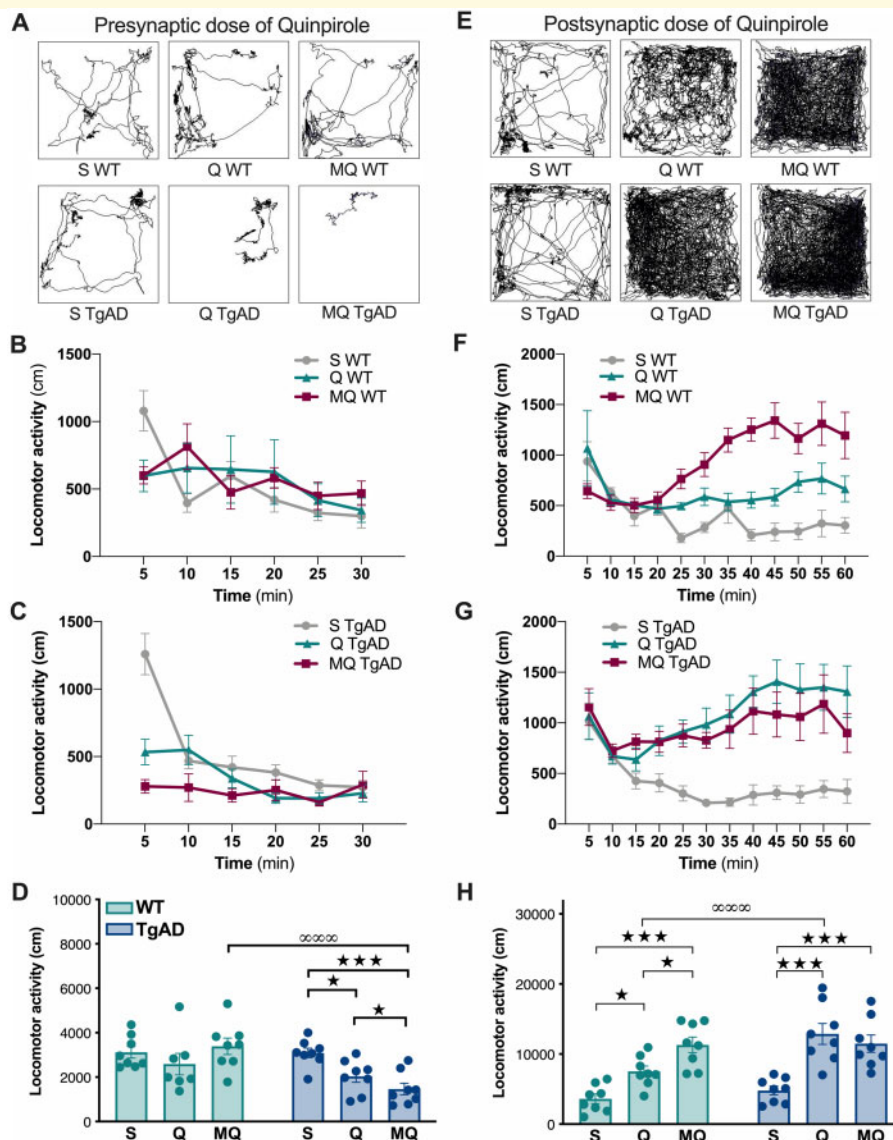 A
Presynaptic dose of Quinpirole
S WT
Q WT
MQ WT
S TgAD
Q TgAD
MQ TgAD
B
Locomotor activity (cm)
1500
1000
500
0
S WT
Q WT
MQ WT
5 10 15 20 25 30
Time (min)
C
Locomotor activity (cm)
1500
1000
500
0
S TgAD
Q TgAD
MQ TgAD
5 10 15 20 25 30
Time (min)
D
Locomotor activity (cm)
10000
8000
6000
4000
2000
0
WT
TgAD
∞∞∞
★★★
★
★
S Q MQ S Q MQ
E
Postsynaptic dose of Quinpirole
S WT
Q WT
MQ WT
S TgAD
Q TgAD
MQ TgAD
F
Locomotor activity (cm)
2000
1500
1000
500
0
S WT
Q WT
MQ WT
5 10 15 20 25 30 35 40 45 50 55 60
Time (min)
G
Locomotor activity (cm)
2000
1500
1000
500
0
S TgAD
Q TgAD
MQ TgAD
5 10 15 20 25 30 35 40 45 50 55 60
Time (min)
H
Locomotor activity (cm)
30000
20000
10000
0
∞∞∞
★★★
★
★
★★★
★★★
S Q MQ S Q MQ